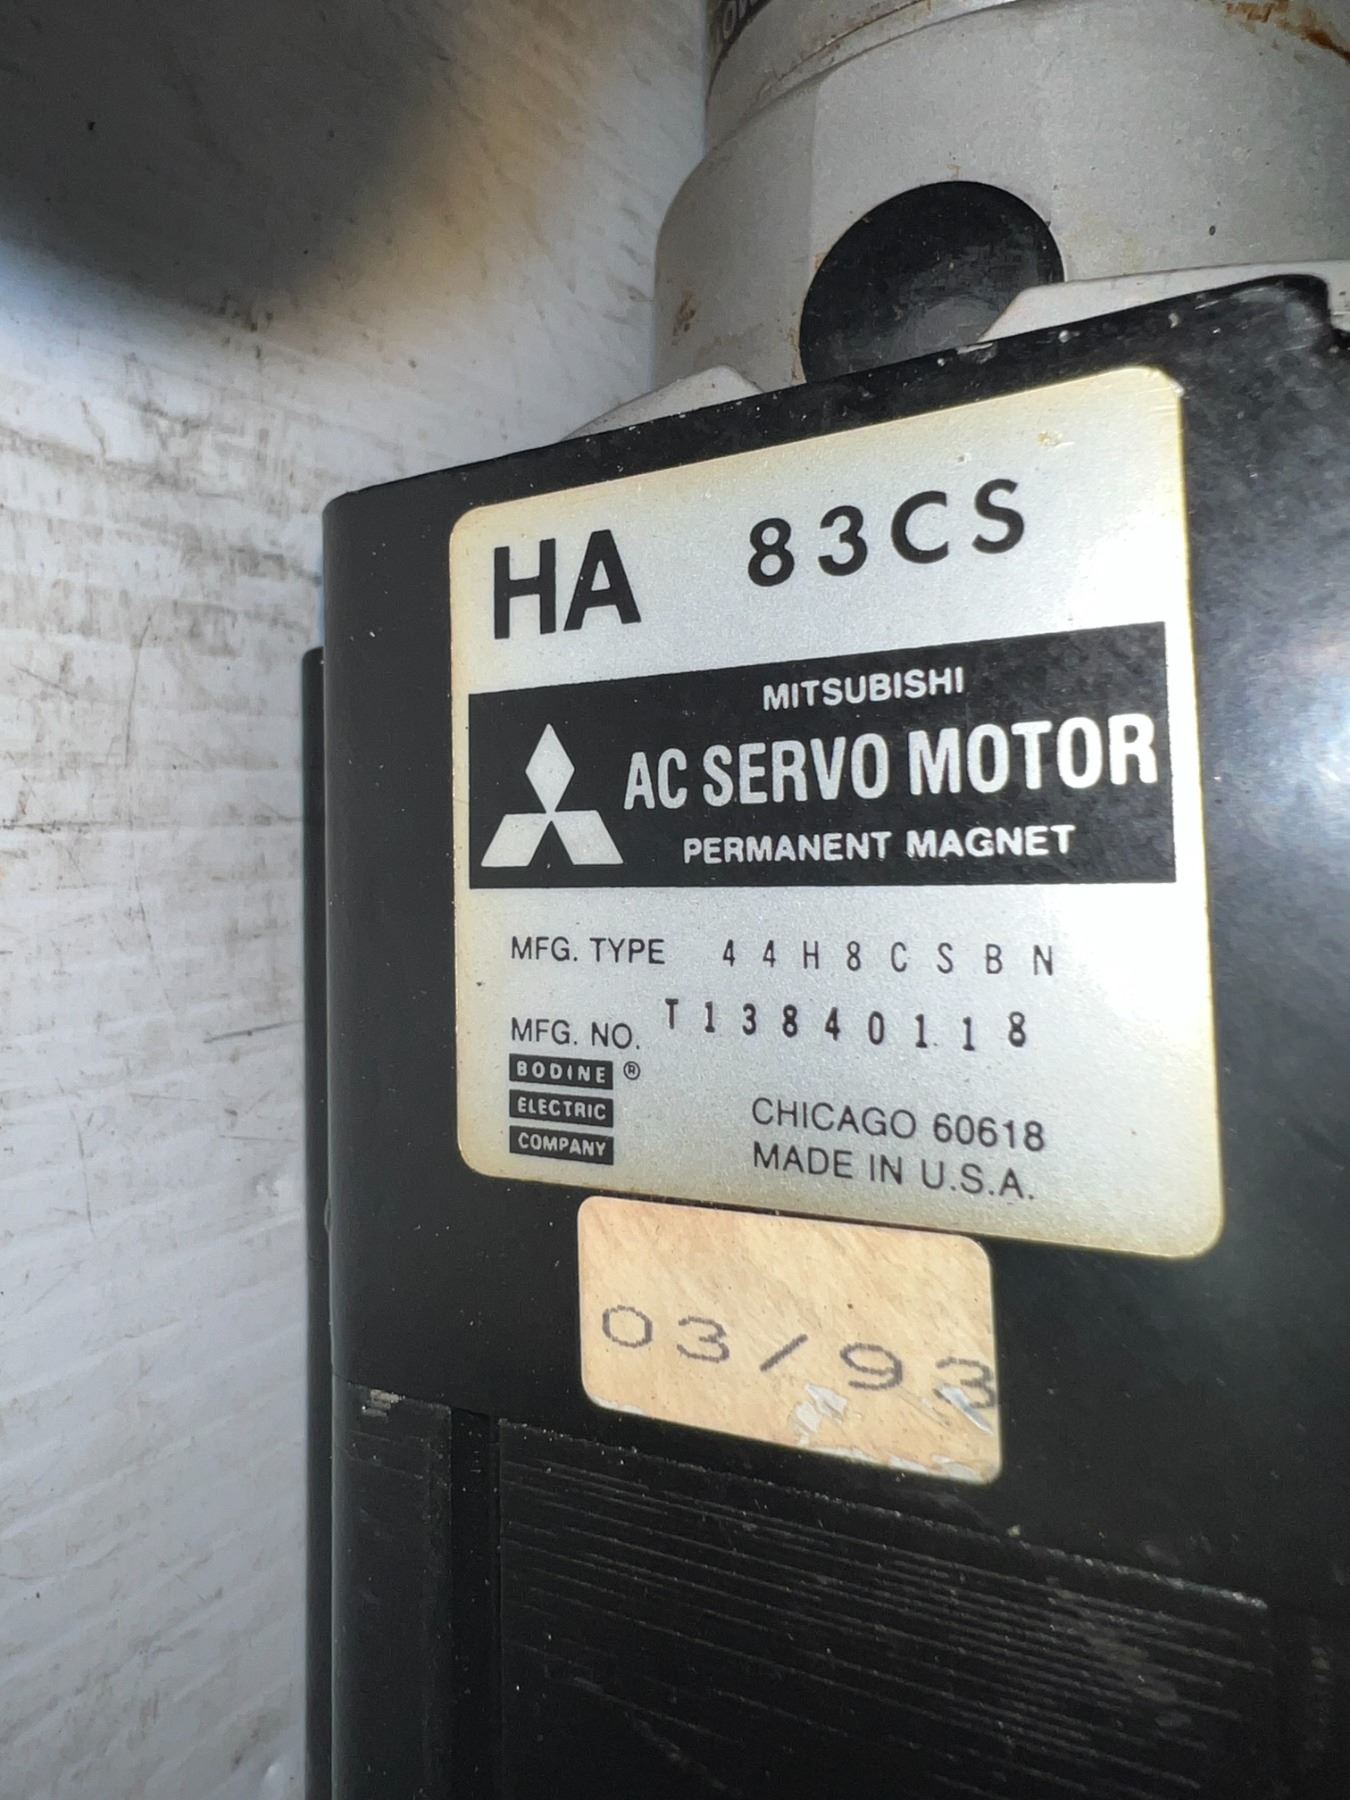 HA 83CS
MITSUBISHI
AC SERVO MOTOR
PERMANENT MAGNET
MFG. TYPE 44H8CSBN
MFG. NO. T13840118
BODINE ®
ELECTRIC
COMPANY
CHICAGO 60618
MADE IN U.S.A.
03/93